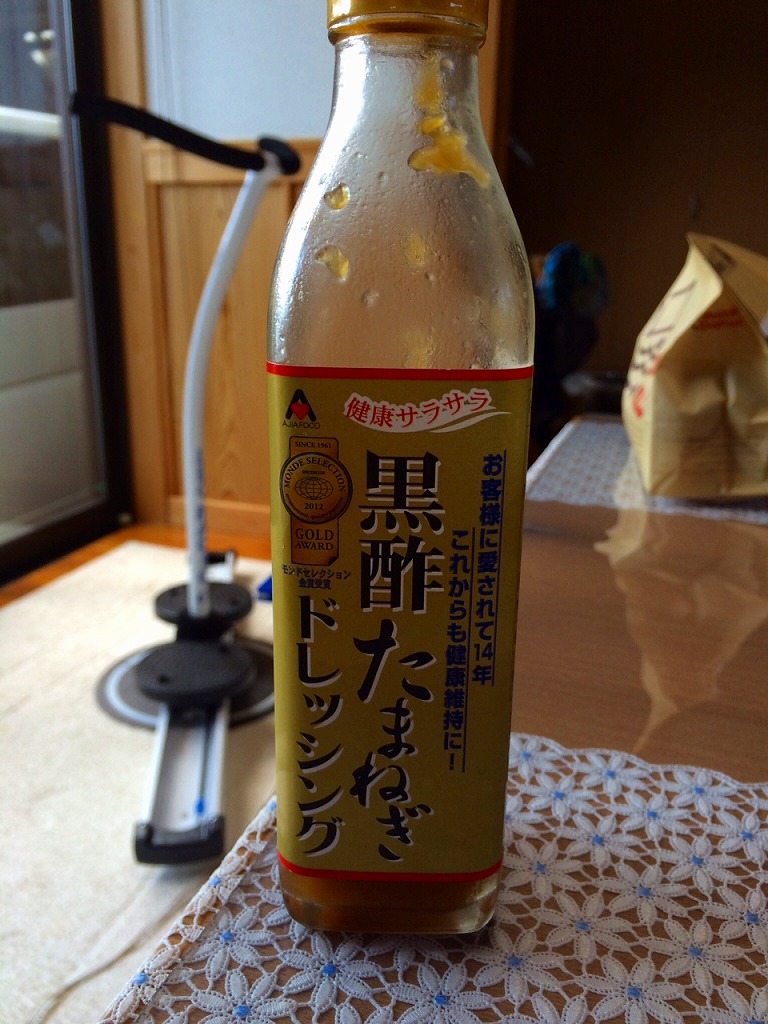 AJIAFOOD
健康サラサラ
SINCE 1961
MONDE SELECTION
2012
GOLD
AWARD
モンドセレクション
金賞受賞
お客様に愛されて14年
これからも健康維持に!
黒酢たまねぎ
ドレッシング